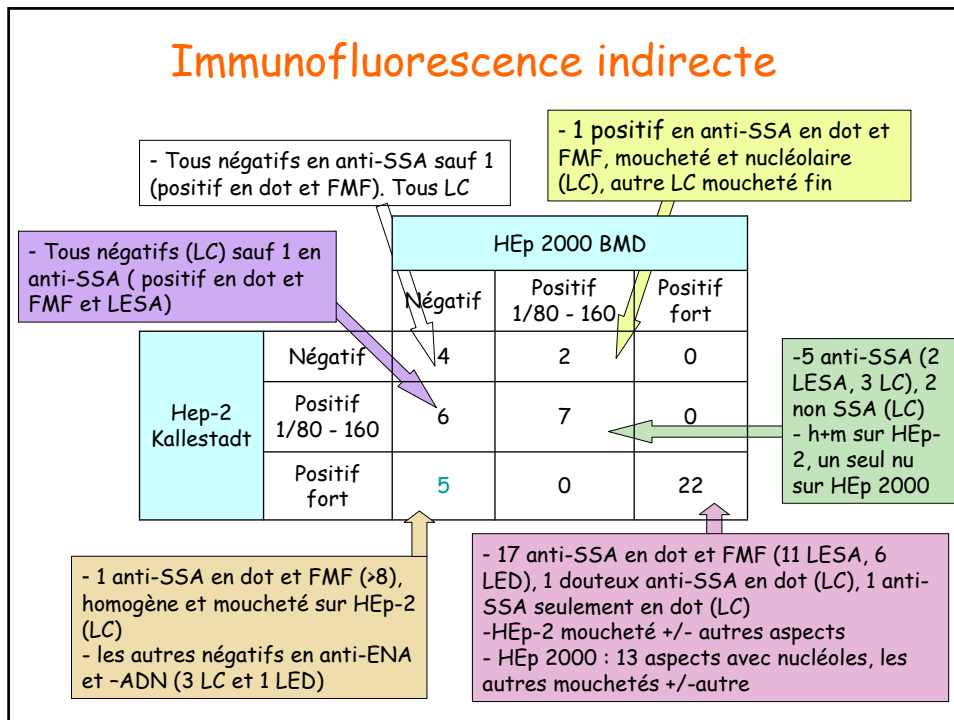 Immunofluorescence indirecte
- 1 positif en anti-SSA en dot et
FMF, moucheté et nucléolaire
(LC), autre LC moucheté fin
- Tous négatifs en anti-SSA sauf 1
(positif en dot et FMF). Tous LC
- Tous négatifs (LC) sauf 1 en
anti-SSA ( positif en dot et
FMF et LESA)
HEp 2000 BMD
Négatif
Positif
1/80 - 160
Positif
fort
Négatif
4
2
0
Hep-2
Kallestadt
Positif
1/80 - 160
6
7
0
Positif
fort
5
0
22
-5 anti-SSA (2
LESA, 3 LC), 2
non SSA (LC)
- h+m sur HEp-
2, un seul nu
sur HEp 2000
- 1 anti-SSA en dot et FMF (>8),
homogène et moucheté sur HEp-2
(LC)
- les autres négatifs en anti-ENA
et –ADN (3 LC et 1 LED)
- 17 anti-SSA en dot et FMF (11 LESA, 6
LED), 1 douteux anti-SSA en dot (LC), 1 anti-
SSA seulement en dot (LC)
-HEp-2 moucheté +/- autres aspects
- HEp 2000 : 13 aspects avec nucléoles, les
autres mouchetés +/-autre